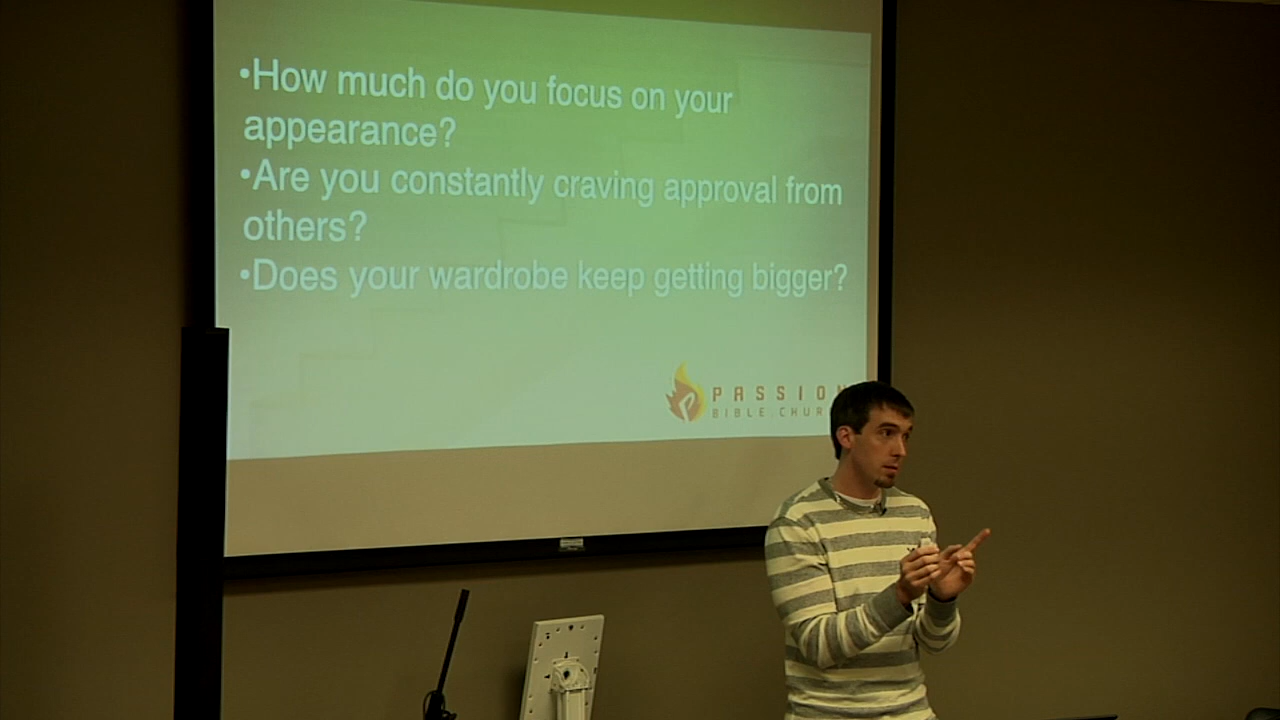 •How much do you focus on your
appearance?
•Are you constantly craving approval from
others?
•Does your wardrobe keep getting bigger?
PASSION
BIBLE CHUR